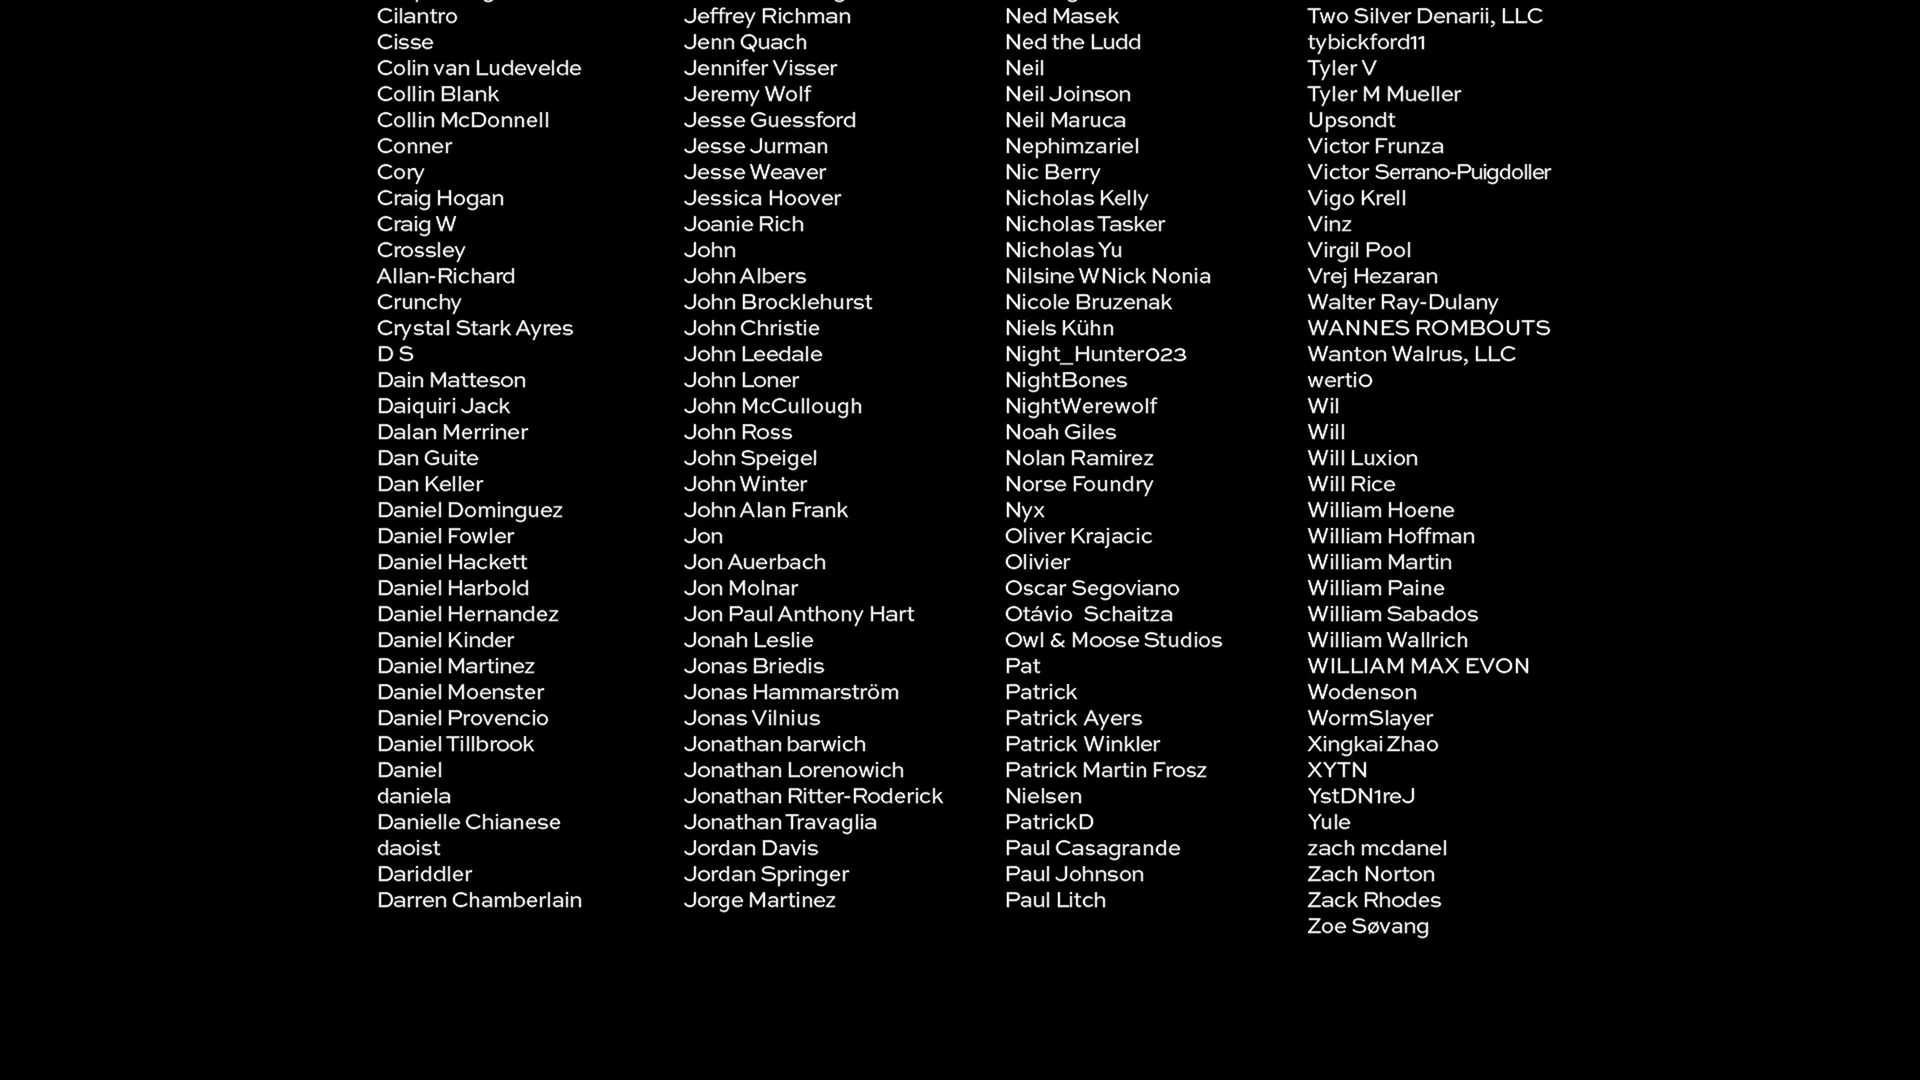 Cilantro
Cisse
Colin van Ludevelde
Collin Blank
Collin McDonnell
Conner
Cory
Craig Hogan
Craig W
Crossley
Allan-Richard
Crunchy
Crystal Stark Ayres
D S
Dain Matteson
Daiquiri Jack
Dalan Merriner
Dan Guite
Dan Keller
Daniel Dominguez
Daniel Fowler
Daniel Hackett
Daniel Harbold
Daniel Hernandez
Daniel Kinder
Daniel Martinez
Daniel Moenster
Daniel Provencio
Daniel Tillbrook
Daniel
daniela
Danielle Chianese
daoist
Dariddler
Darren Chamberlain
Jeffrey Richman
Jenn Quach
Jennifer Visser
Jeremy Wolf
Jesse Guessford
Jesse Jurman
Jesse Weaver
Jessica Hoover
Joanie Rich
John
John Albers
John Brocklehurst
John Christie
John Leedale
John Loner
John McCullough
John Ross
John Speigel
John Winter
John Alan Frank
Jon
Jon Auerbach
Jon Molnar
Jon Paul Anthony Hart
Jonah Leslie
Jonas Briedis
Jonas Hammarström
Jonas Vilnius
Jonathan barwich
Jonathan Lorenowich
Jonathan Ritter-Roderick
Jonathan Travaglia
Jordan Davis
Jordan Springer
Jorge Martinez
Ned Masek
Ned the Ludd
Neil
Neil Joinson
Neil Maruca
Nephimzariel
Nic Berry
Nicholas Kelly
Nicholas Tasker
Nicholas Yu
Nilsine WNick Nonia
Nicole Bruzenak
Niels Kühn
Night_Hunter023
NightBones
NightWerewolf
Noah Giles
Nolan Ramirez
Norse Foundry
Nyx
Oliver Krajacic
Olivier
Oscar Segoviano
Otávio  Schaitza
Owl & Moose Studios
Pat
Patrick
Patrick Ayers
Patrick Winkler
Patrick Martin Frosz
Nielsen
PatrickD
Paul Casagrande
Paul Johnson
Paul Litch
Two Silver Denarii, LLC
tybickford11
Tyler V
Tyler M Mueller
Upsondt
Victor Frunza
Victor Serrano-Puigdoller
Vigo Krell
Vinz
Virgil Pool
Vrej Hezaran
Walter Ray-Dulany
WANNES ROMBOUTS
Wanton Walrus, LLC
werti0
Wil
Will
Will Luxion
Will Rice
William Hoene
William Hoffman
William Martin
William Paine
William Sabados
William Wallrich
WILLIAM MAX EVON
Wodenson
WormSlayer
Xingkai Zhao
XYTN
YstDN1reJ
Yule
zach mcdanel
Zach Norton
Zack Rhodes
Zoe Søvang